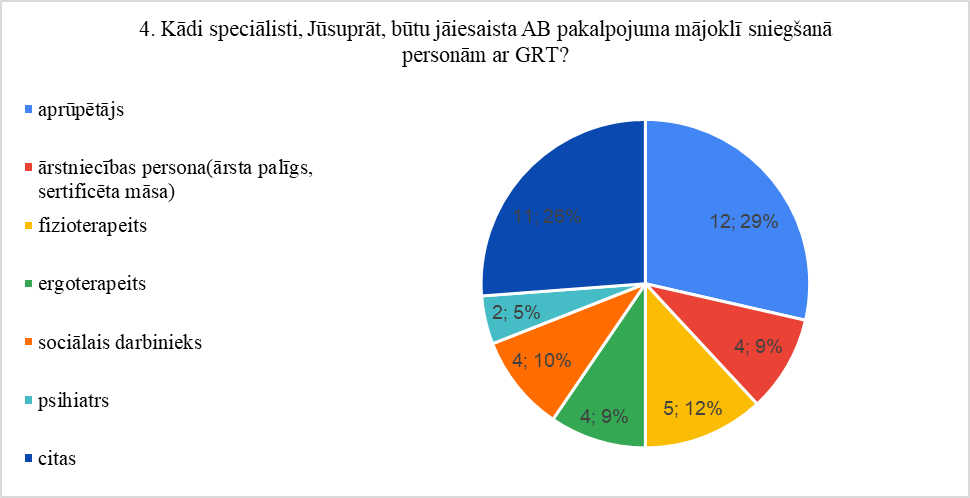 4. Kādi speciālisti, Jūsuprāt, būtu jāiesaista AB pakalpojuma mājoklī sniegšanā
personām ar GRT?
aprūpētājs
ārstniecības persona(ārsta palīgs,
sertificēta māsa)
fizioterapeits
ergoterapeits
sociālais darbinieks
psihiatrs
citas
12; 29%
4; 9%
5; 12%
4; 9%
4; 10%
2; 5%
11; 26%